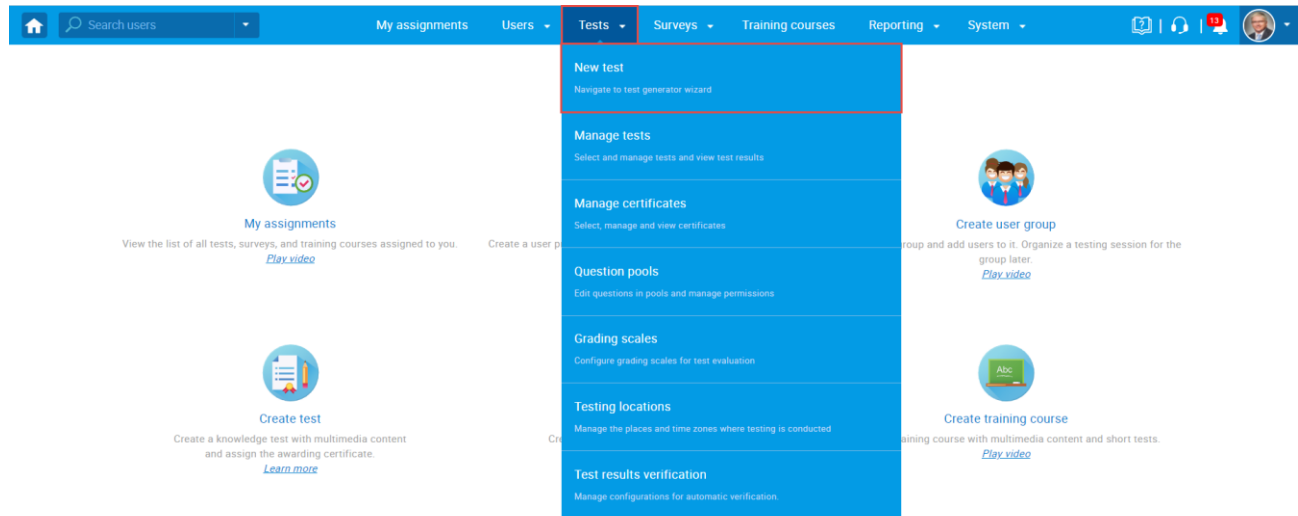 Search users
My assignments
Users
Tests
Surveys
Training courses
Reporting
System
13
New test
Navigate to test generator wizard
Manage tests
Select and manage tests and view test results
Manage certificates
Select, manage and view certificates
Question pools
Edit questions in pools and manage permissions
Grading scales
Configure grading scales for test evaluation
Testing locations
Manage the places and time zones where testing is conducted
Test results verification
Manage configurations for automatic verification.
My assignments
View the list of all tests, surveys, and training courses assigned to you.
Play video
Create a user p
Create user group
roup and add users to it. Organize a testing session for the
group later.
Play video
Create test
Create a knowledge test with multimedia content
and assign the awarding certificate.
Learn more
Cre
Abc
Create training course
aining course with multimedia content and short tests.
Play video